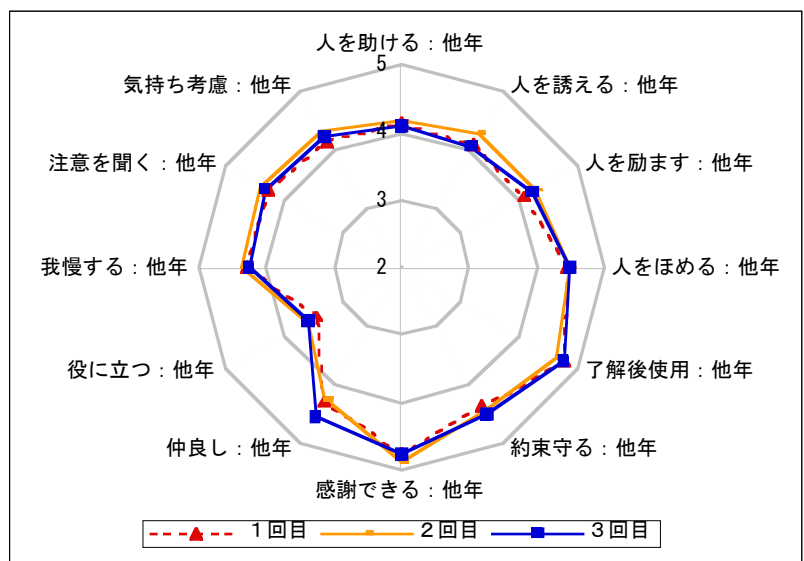 人を助ける：他年
5
気持ち考慮：他年
人を誘える：他年
4
注意を聞く：他年
人を励ます：他年
3
我慢する：他年
2
人をほめる：他年
役に立つ：他年
了解後使用：他年
仲良し：他年
約束守る：他年
感謝できる：他年
１回目
２回目
３回目